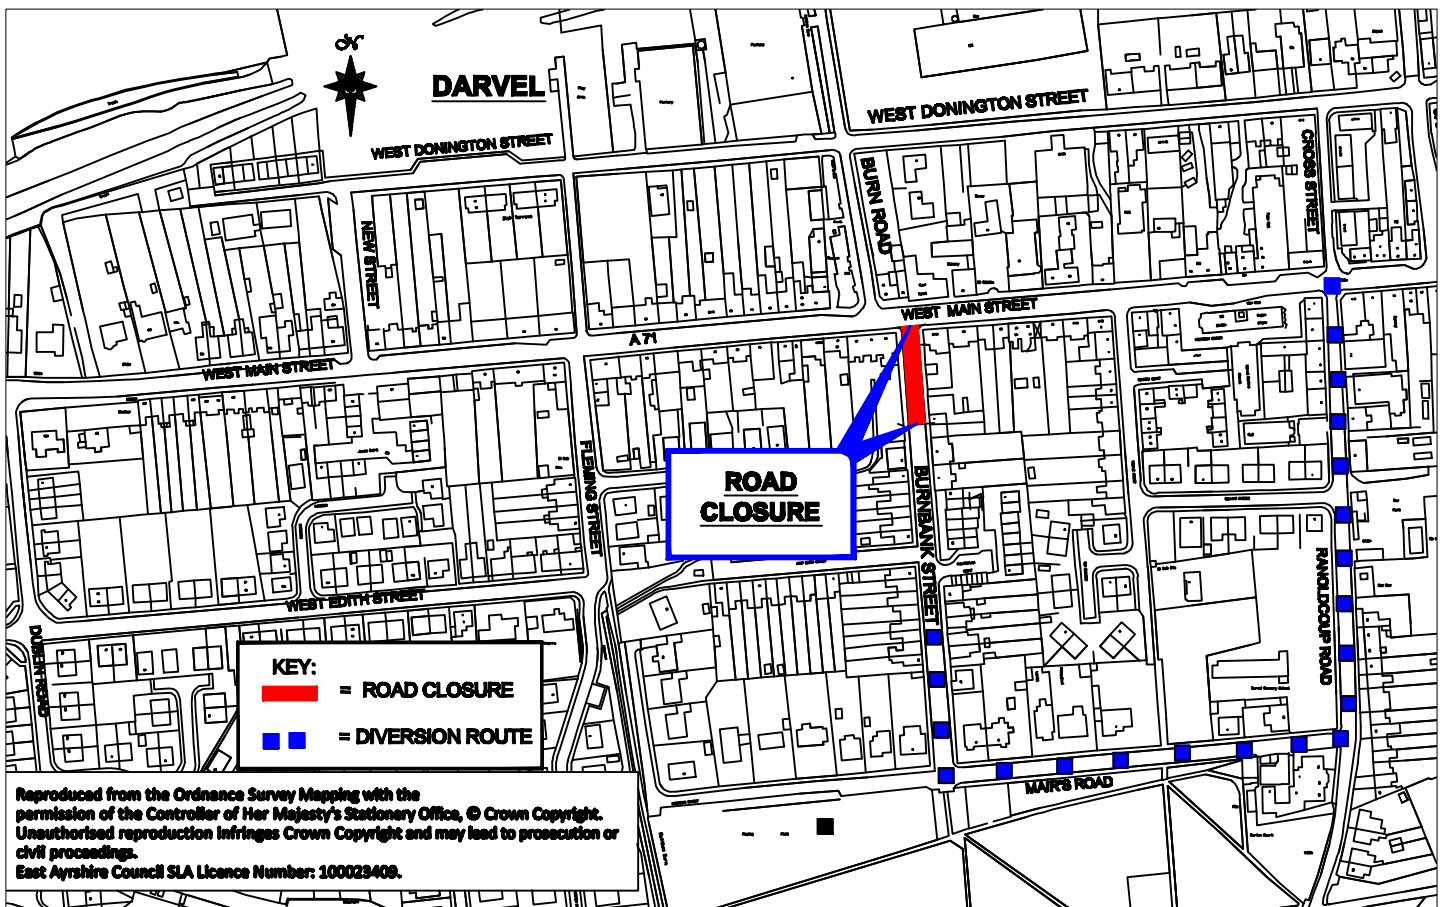 N
DARVEL
WEST DONINGTON STREET
WEST DONINGTON STREET
CROSS STREET
BURN ROAD
NEW STREET
WEST MAIN STREET
A 71
WEST MAIN STREET
ROAD
CLOSURE
FLEMING STREET
BURNBANK STREET
RANOLDCOUP ROAD
WEST EDITH STREET
DUBLIN ROAD
MAIR'S ROAD
KEY:
= ROAD CLOSURE
= DIVERSION ROUTE
Reproduced from the Ordnance Survey Mapping with the
permission of the Controller of Her Majesty's Stationery Office, © Crown Copyright.
Unauthorised reproduction infringes Crown Copyright and may lead to prosecution or
civil proceedings.
East Ayrshire Council SLA Licence Number: 100023409.